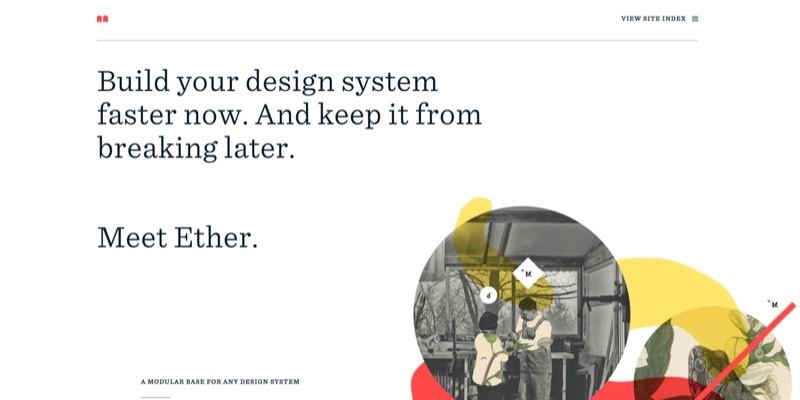 VIEW SITE INDEX
Build your design system
faster now. And keep it from
breaking later.
Meet Ether.
M
d
M
A MODULAR BASE FOR ANY DESIGN SYSTEM